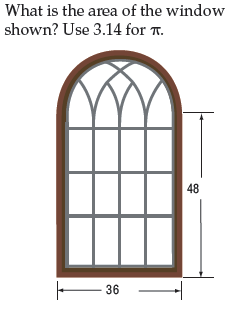 What is the area of the window
shown? Use 3.14 for π.
48
36